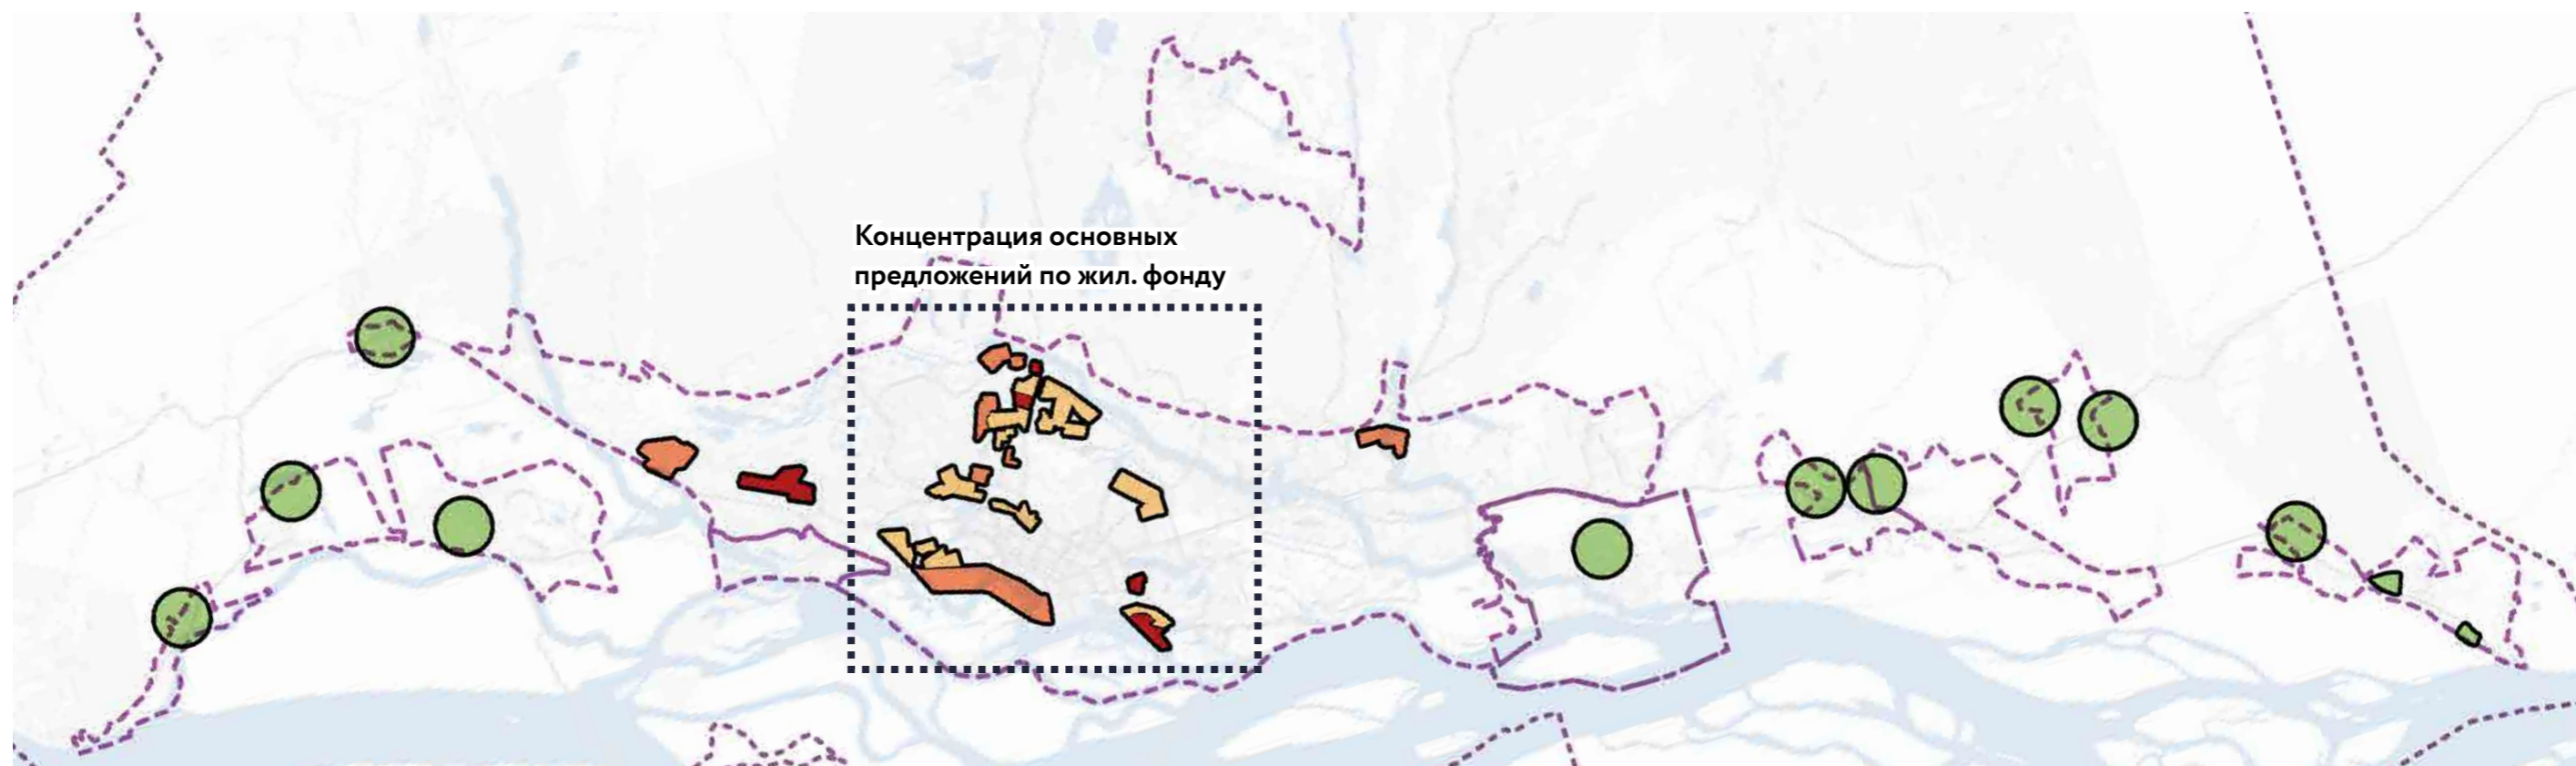 Концентрация основных
предложений по жил. фонду